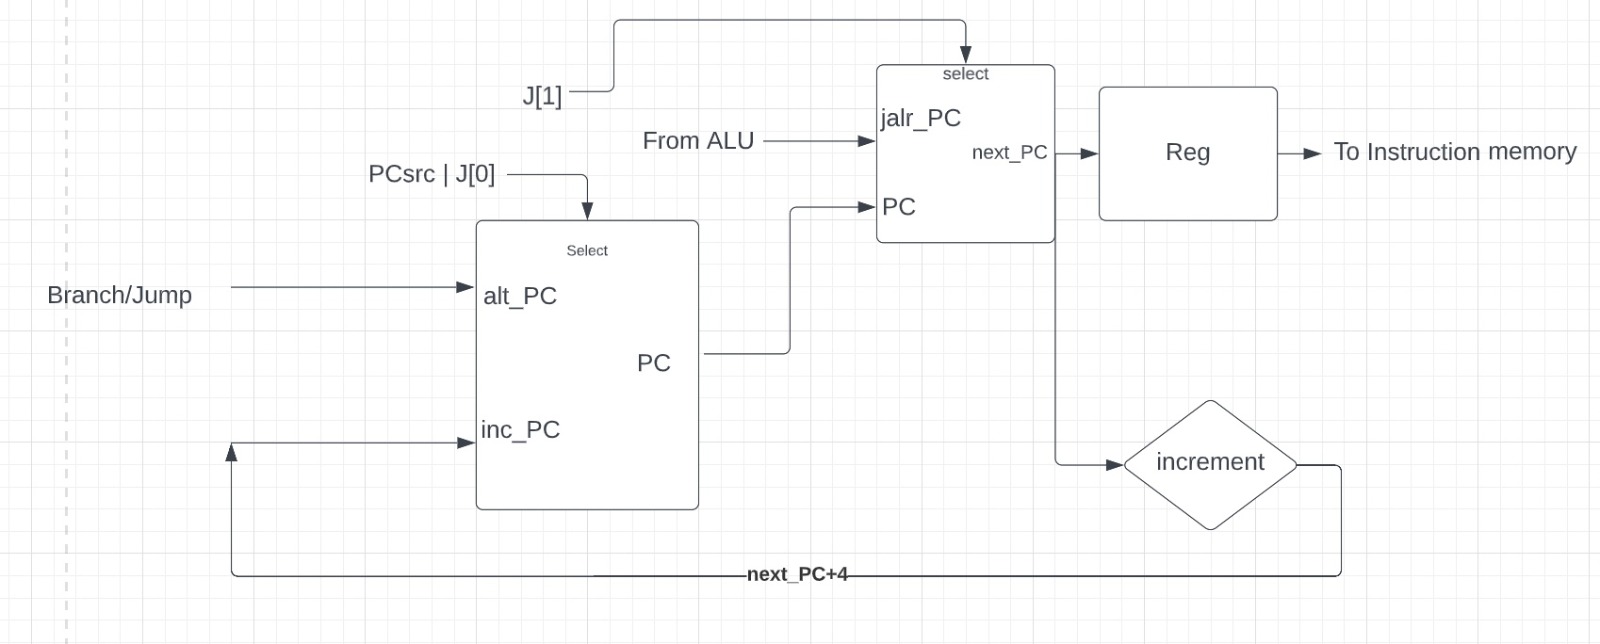 J[1]
select
jalr_PC
From ALU
next_PC
Reg
To Instruction memory
PCsrc | J[0]
PC
Select
Branch/Jump
alt_PC
PC
inc_PC
increment
next_PC+4